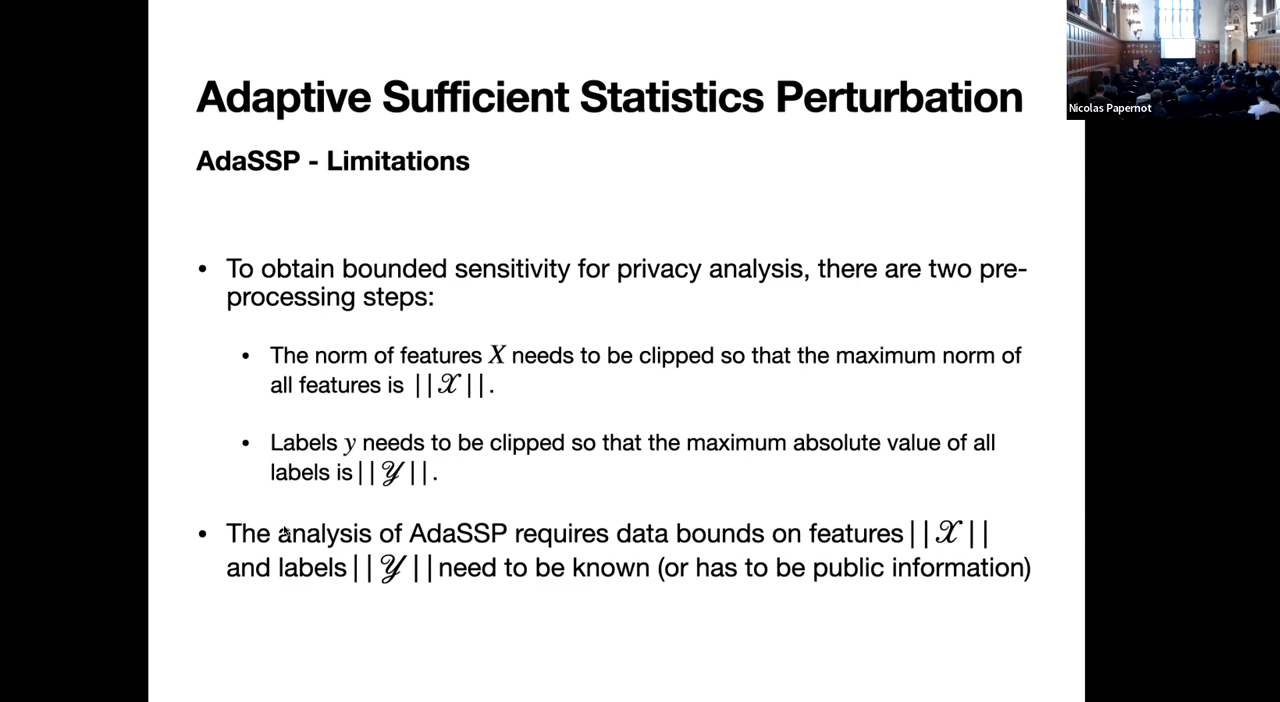 Adaptive Sufficient Statistics Perturbation
AdaSSP - Limitations
• To obtain bounded sensitivity for privacy analysis, there are two pre-
processing steps:
• The norm of features X needs to be clipped so that the maximum norm of
all features is ||𝒳||.
• Labels y needs to be clipped so that the maximum absolute value of all
labels is ||𝒴||.
• The analysis of AdaSSP requires data bounds on features ||𝒳||
and labels ||𝒴|| need to be known (or has to be public information)
Nicolas Papernot